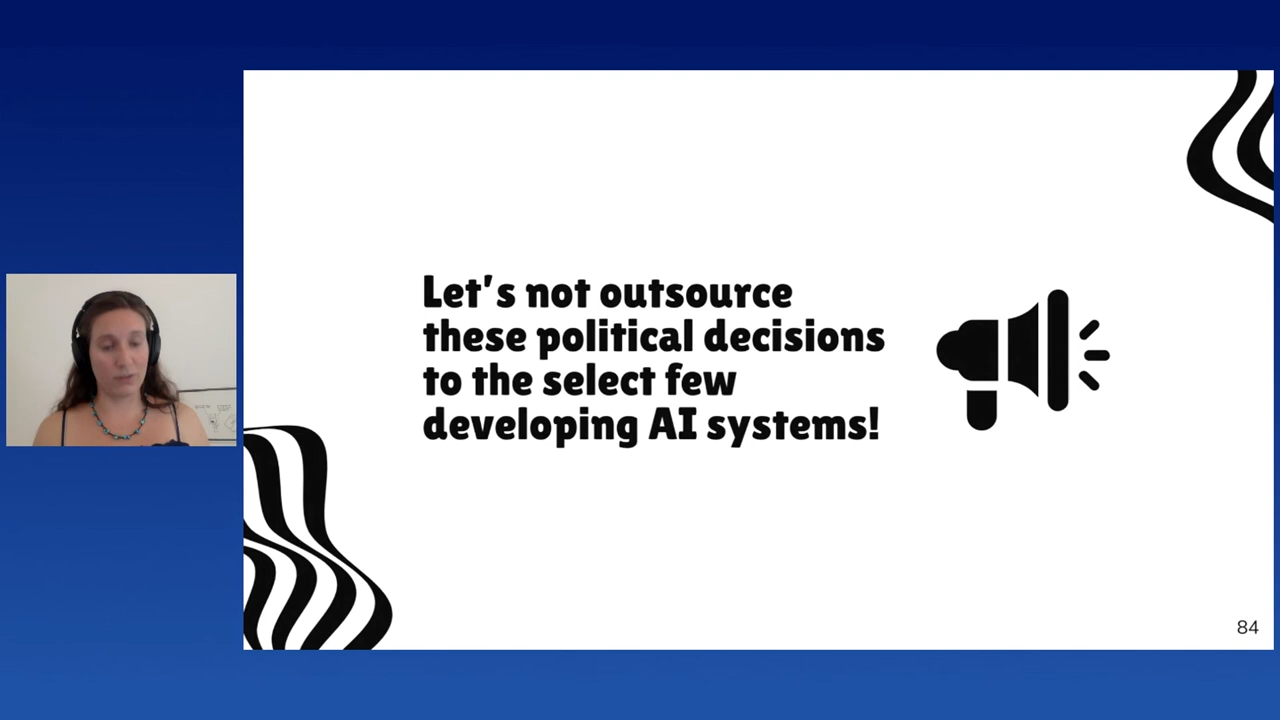 Let's not outsource
these political decisions
to the select few
developing AI systems!
84